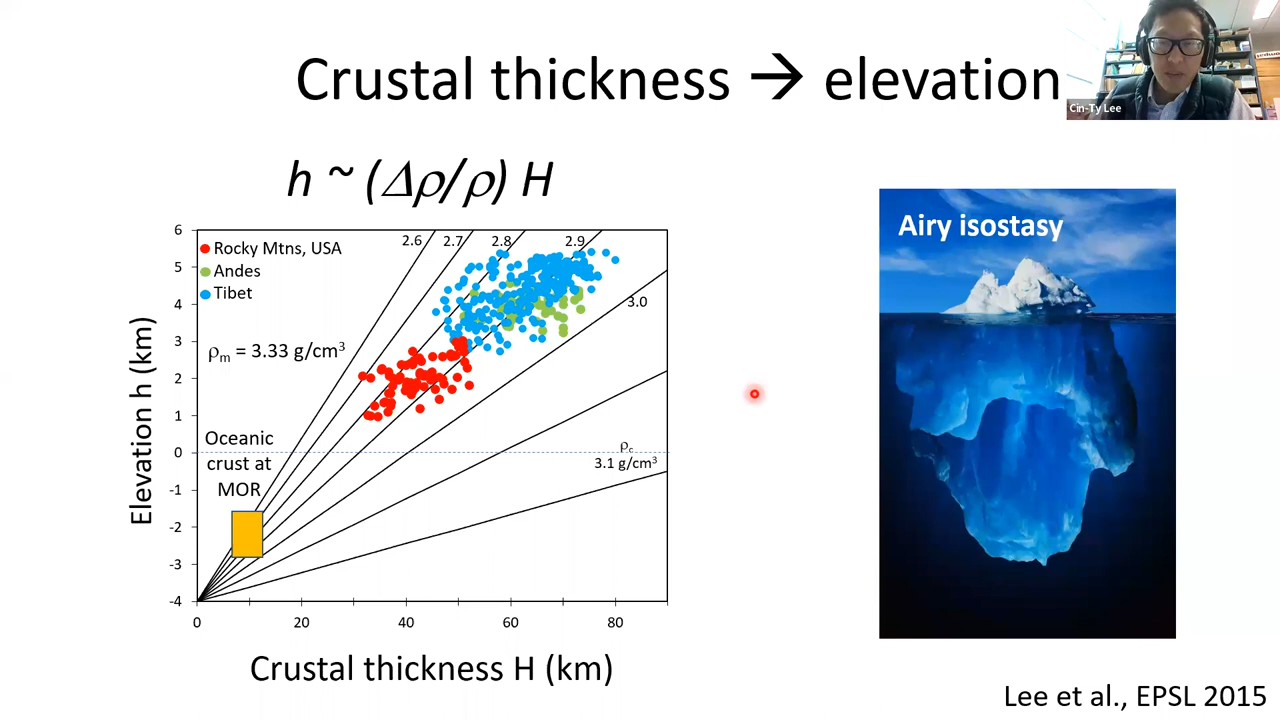 Crustal thickness → elevation
Cin-Ty Lee
h ~ (Δρ/ρ) H
Airy isostasy
6
5
4
3
2
1
0
-1
-2
-3
-4
Elevation h (km)
2.6
2.7
2.8
2.9
3.0
Rocky Mtns, USA
Andes
Tibet
ρm = 3.33 g/cm³
Oceanic
crust at
MOR
ρc
3.1 g/cm³
0
20
40
60
80
Crustal thickness H (km)
Lee et al., EPSL 2015